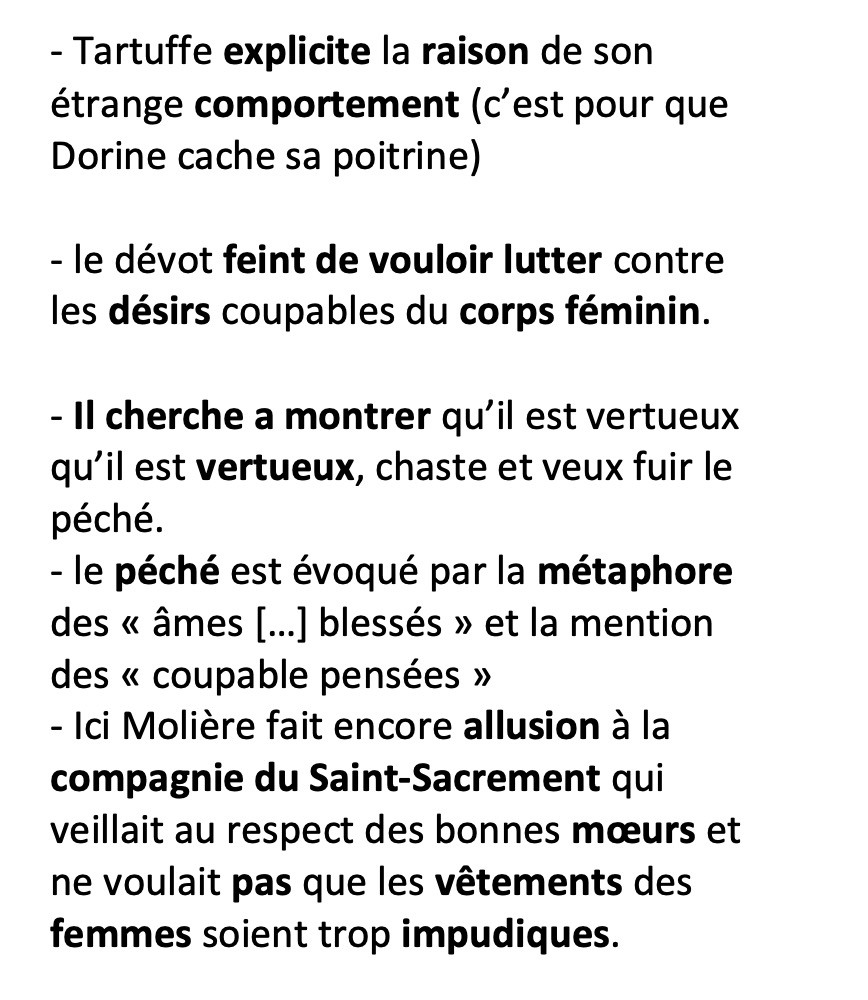 - Tartuffe explicite la raison de son
étrange comportement (c’est pour que
Dorine cache sa poitrine)
- le dévot feint de vouloir lutter contre
les désirs coupables du corps féminin.
- Il cherche a montrer qu’il est vertueux
qu’il est vertueux, chaste et veux fuir le
péché.
- le péché est évoqué par la métaphore
des « âmes [...] blessés » et la mention
des « coupable pensées »
- Ici Molière fait encore allusion à la
compagnie du Saint-Sacrement qui
veillait au respect des bonnes mœurs et
ne voulait pas que les vêtements des
femmes soient trop impudiques.